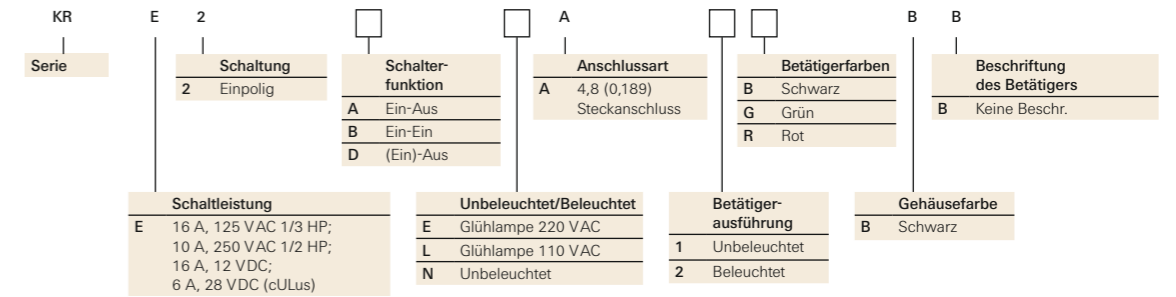 KR E 2 A B B
Serie
Schaltung
2 Einpolig
Schalter-
funktion
A Ein-Aus
B Ein-Ein
D (Ein)-Aus
Anschlussart
A 4,8 (0,189)
Steckanschluss
Betätigerfarben
B Schwarz
G Grün
R Rot
Beschriftung
des Betätigers
B Keine Beschr.
Schaltleistung
E 16 A, 125 VAC 1/3 HP;
10 A, 250 VAC 1/2 HP;
16 A, 12 VDC;
6 A, 28 VDC (cULus)
Unbeleuchtet/Beleuchtet
E Glühlampe 220 VAC
L Glühlampe 110 VAC
N Unbeleuchtet
Betätiger-
ausführung
1 Unbeleuchtet
2 Beleuchtet
Gehäusefarbe
B Schwarz